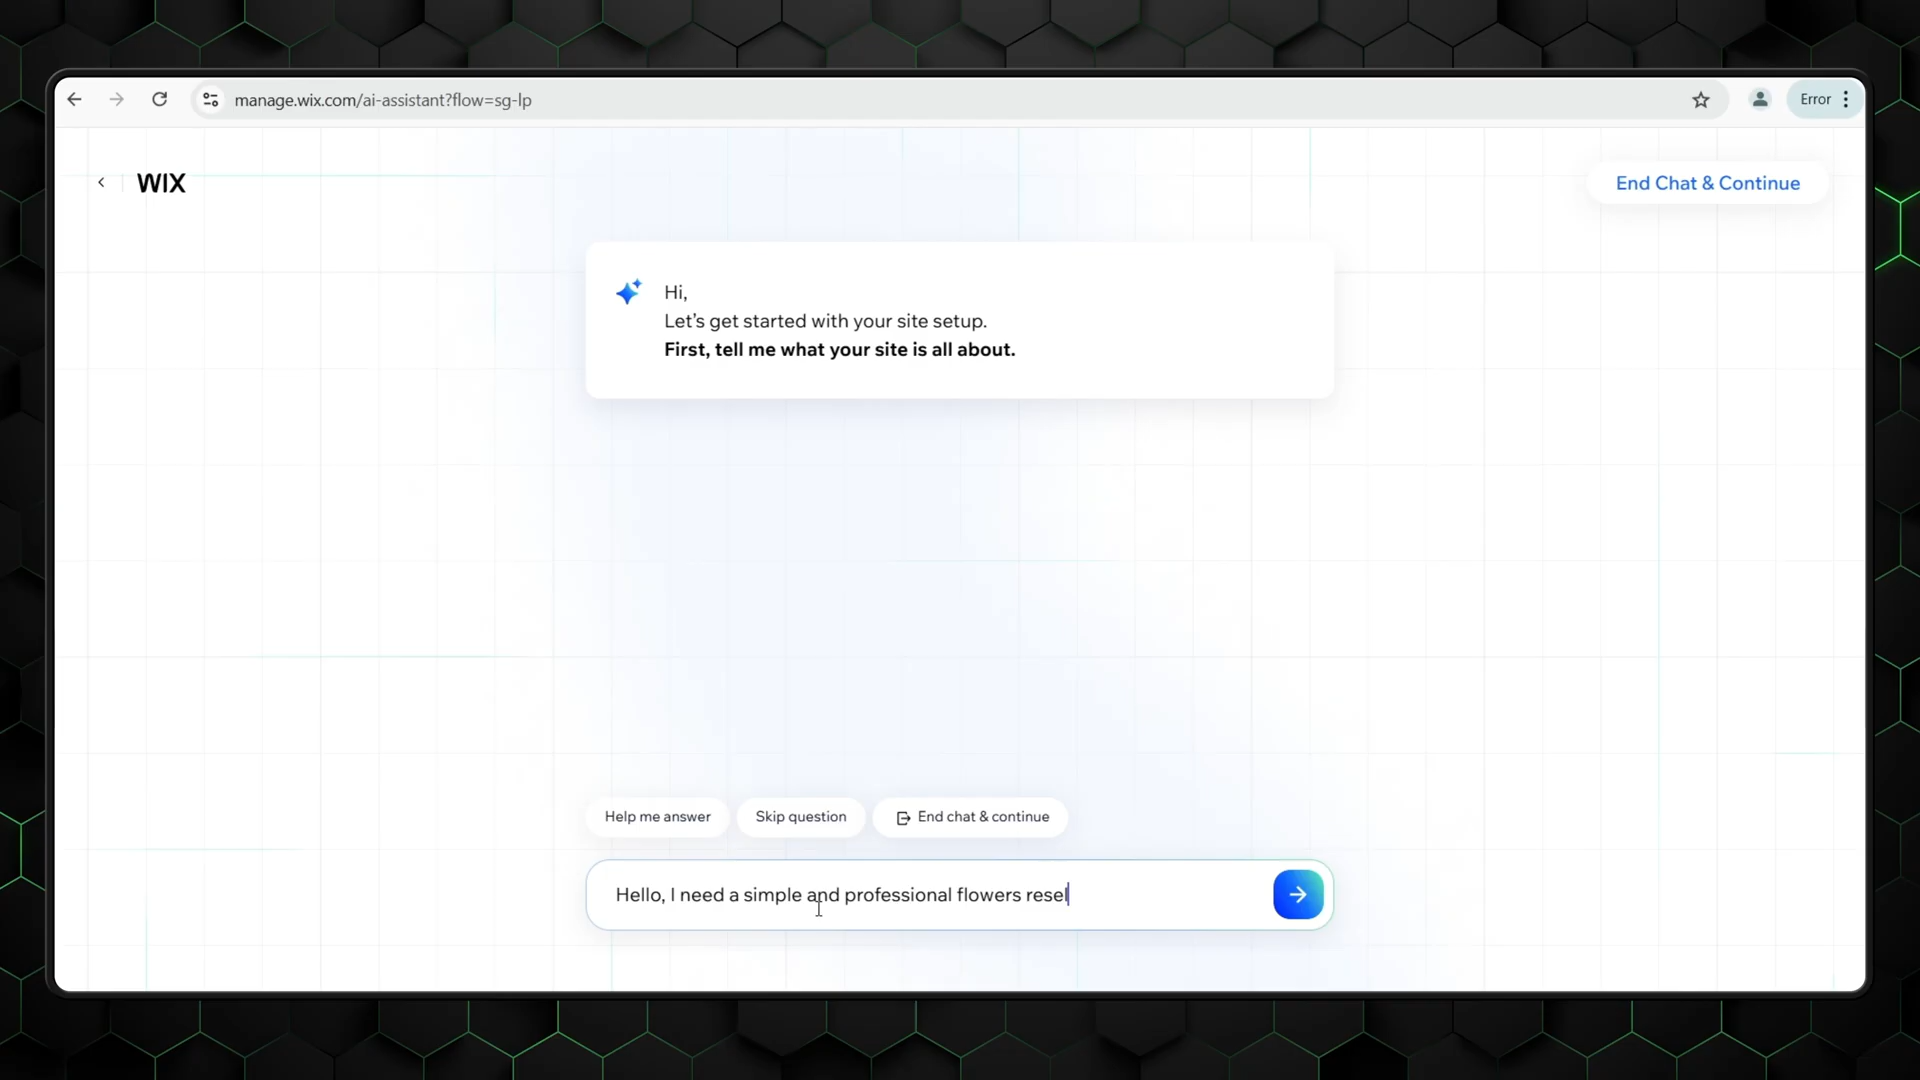 manage.wix.com/ai-assistant?flow=sg-lp
Error
WIX
End Chat & Continue
Hi,
Let's get started with your site setup.
First, tell me what your site is all about.
Help me answer
Skip question
End chat & continue
Hello, I need a simple and professional flowers resel